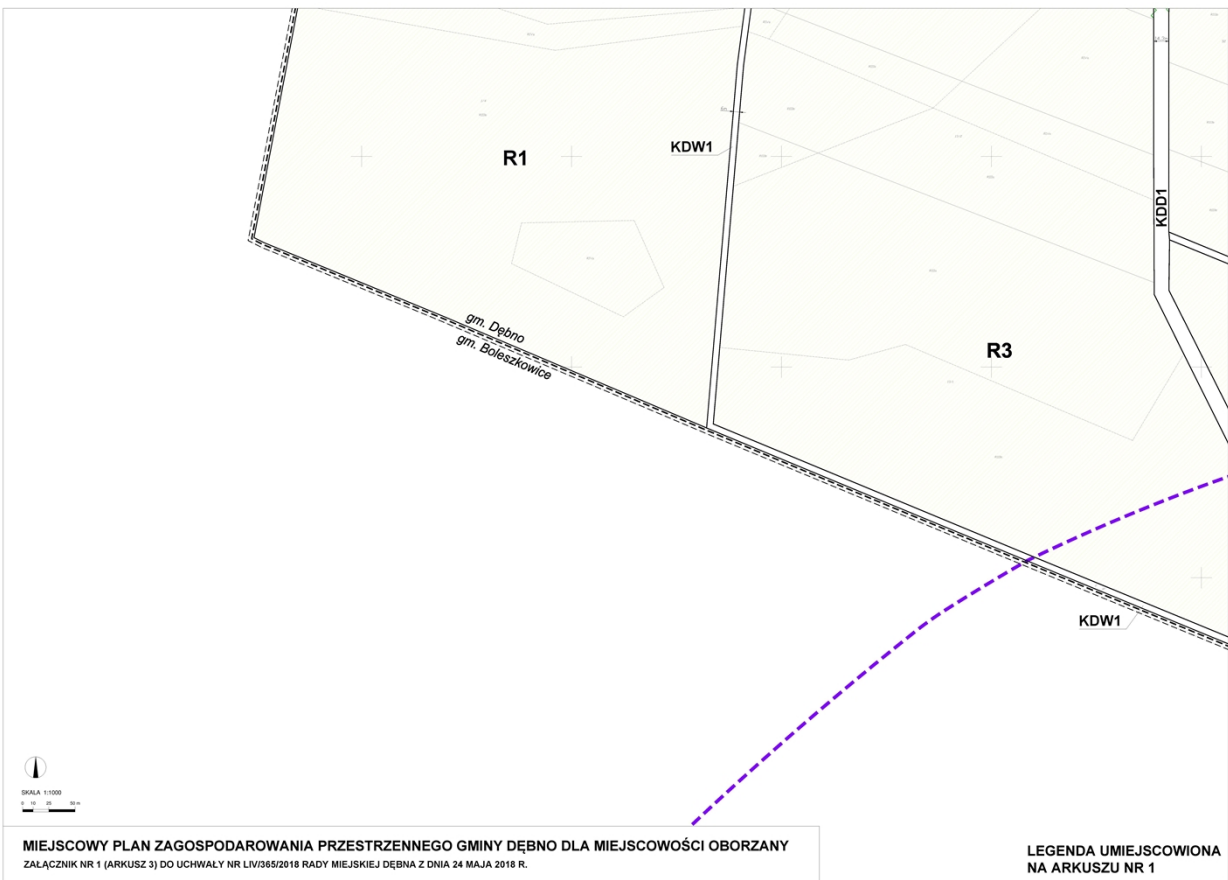 R1
KDW1
KDD1
gm. Dębno
gm. Boleszkowice
R3
KDW1
SKALA 1:1000
0 10 25 50 m
MIEJSCOWY PLAN ZAGOSPODAROWANIA PRZESTRZENNEGO GMINY DĘBNO DLA MIEJSCOWOŚCI OBORZANY
ZAŁĄCZNIK NR 1 (ARKUSZ 3) DO UCHWAŁY NR LIV/365/2018 RADY MIEJSKIEJ DĘBNA Z DNIA 24 MAJA 2018 R.
LEGENDA UMIEJSCOWIONA
NA ARKUSZU NR 1